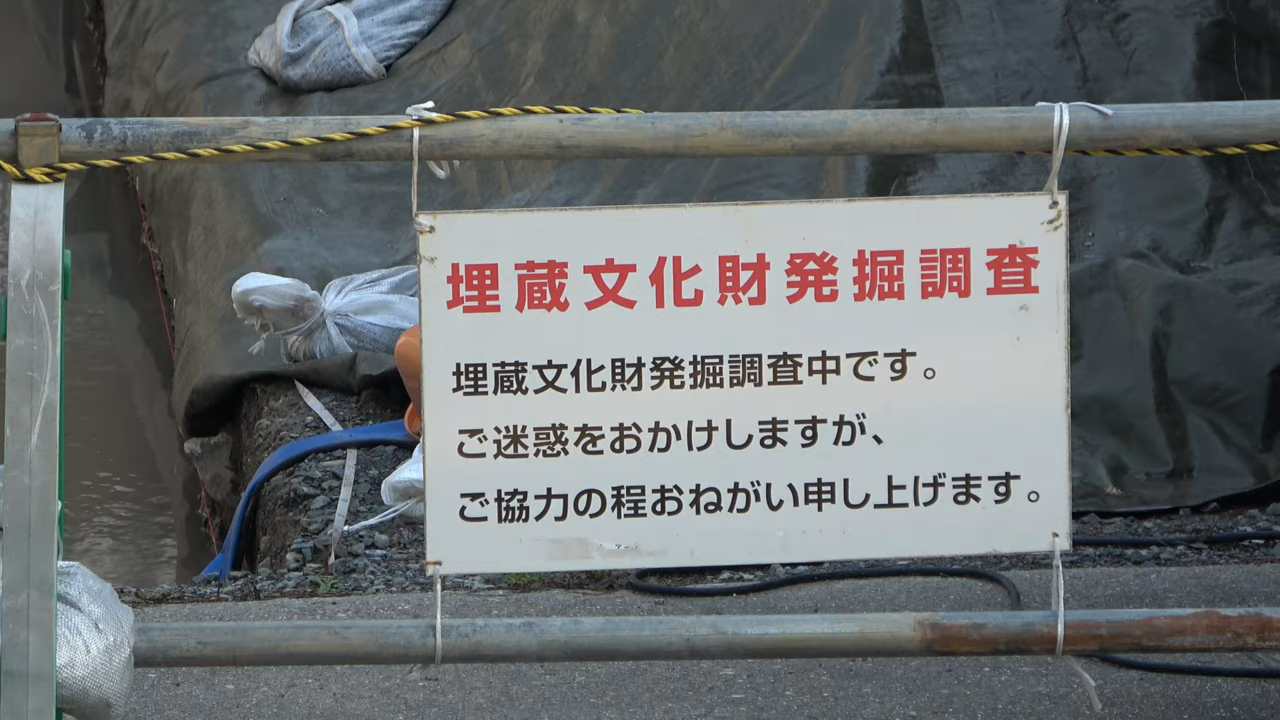 埋蔵文化財発掘調査
埋蔵文化財発掘調査中です。
ご迷惑をおかけしますが、
ご協力の程おねがい申し上げます。